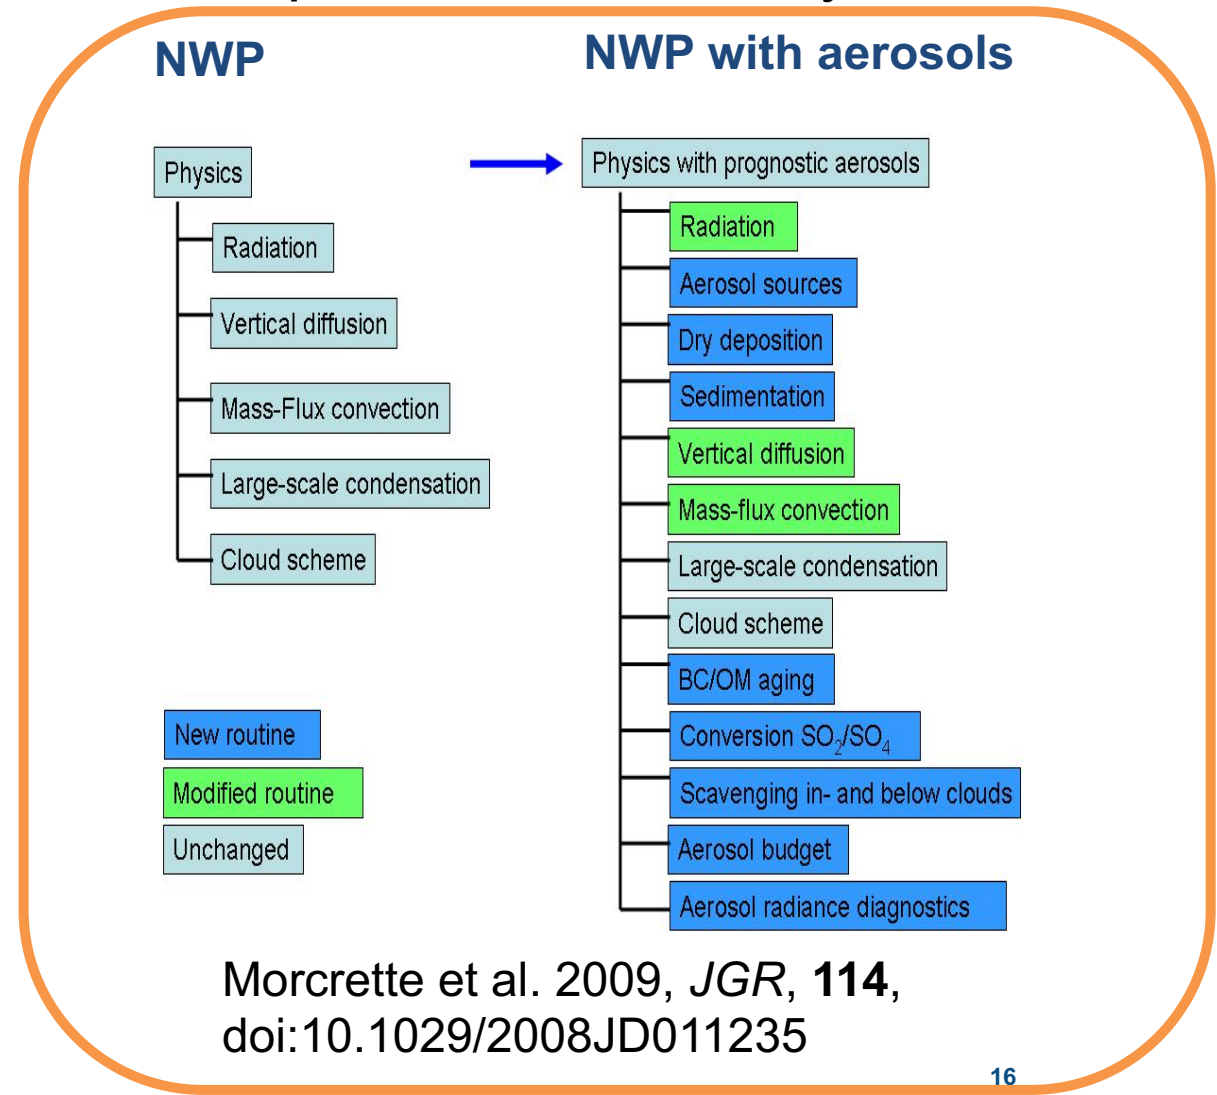 NWP
NWP with aerosols
Physics
Radiation
Vertical diffusion
Mass-Flux convection
Large-scale condensation
Cloud scheme
New routine
Modified routine
Unchanged
Physics with prognostic aerosols
Radiation
Aerosol sources
Dry deposition
Sedimentation
Vertical diffusion
Mass-flux convection
Large-scale condensation
Cloud scheme
BC/OM aging
Conversion SO₂/SO₄
Scavenging in- and below clouds
Aerosol budget
Aerosol radiance diagnostics
Morcrette et al. 2009, JGR, 114,
doi:10.1029/2008JD011235
16